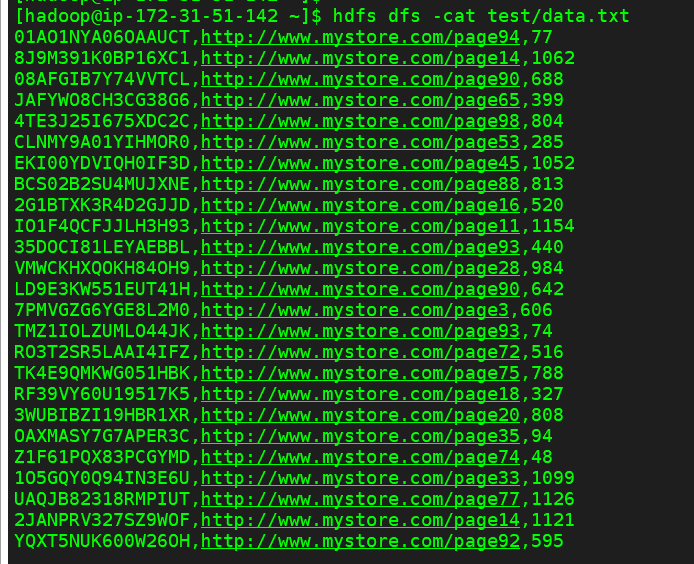 [hadoop@ip-172-31-51-142 ~]$
[hadoop@ip-172-31-51-142 ~]$ hdfs dfs -cat test/data.txt
01AO1NYA06OAAUCT,http://www.mystore.com/page94,77
8J9M391K0BP16XC1,http://www.mystore.com/page14,1062
08AFGIB7Y74VVTCL,http://www.mystore.com/page90,688
JAFYWO8CH3CG38G6,http://www.mystore.com/page65,399
4TE3J25I675XDC2C,http://www.mystore.com/page98,804
CLNMY9A01YIHMOR0,http://www.mystore.com/page53,285
EKI00YDVIQH0IF3D,http://www.mystore.com/page45,1052
BCS02B2SU4MUJXNE,http://www.mystore.com/page88,813
2G1BTXK3R4D2GJJD,http://www.mystore.com/page16,520
IO1F4QCFJJLH3H93,http://www.mystore.com/page11,1154
35DOCI81LEYAEBBL,http://www.mystore.com/page93,440
VMWCKHXQOKH84OH9,http://www.mystore.com/page28,984
LD9E3KW551EUT41H,http://www.mystore.com/page90,642
7PMVGZG6YGE8L2M0,http://www.mystore.com/page3,606
TMZ1IOLZUMLO44JK,http://www.mystore.com/page93,74
RO3T2SR5LAAI4IFZ,http://www.mystore.com/page72,516
TK4E9QMKWG051HBK,http://www.mystore.com/page75,788
RF39VY60U19517K5,http://www.mystore.com/page18,327
3WUBIBZI19HBR1XR,http://www.mystore.com/page20,808
OAXMASY7G7APER3C,http://www.mystore.com/page35,94
Z1F61PQX83PCGYMD,http://www.mystore.com/page74,48
1O5GQY0Q94IN3E6U,http://www.mystore.com/page33,1099
UAQJB82318RMPIUT,http://www.mystore.com/page77,1126
2JANPRV327SZ9WOF,http://www.mystore.com/page14,1121
YQXT5NUK600W26OH,http://www.mystore.com/page92,595